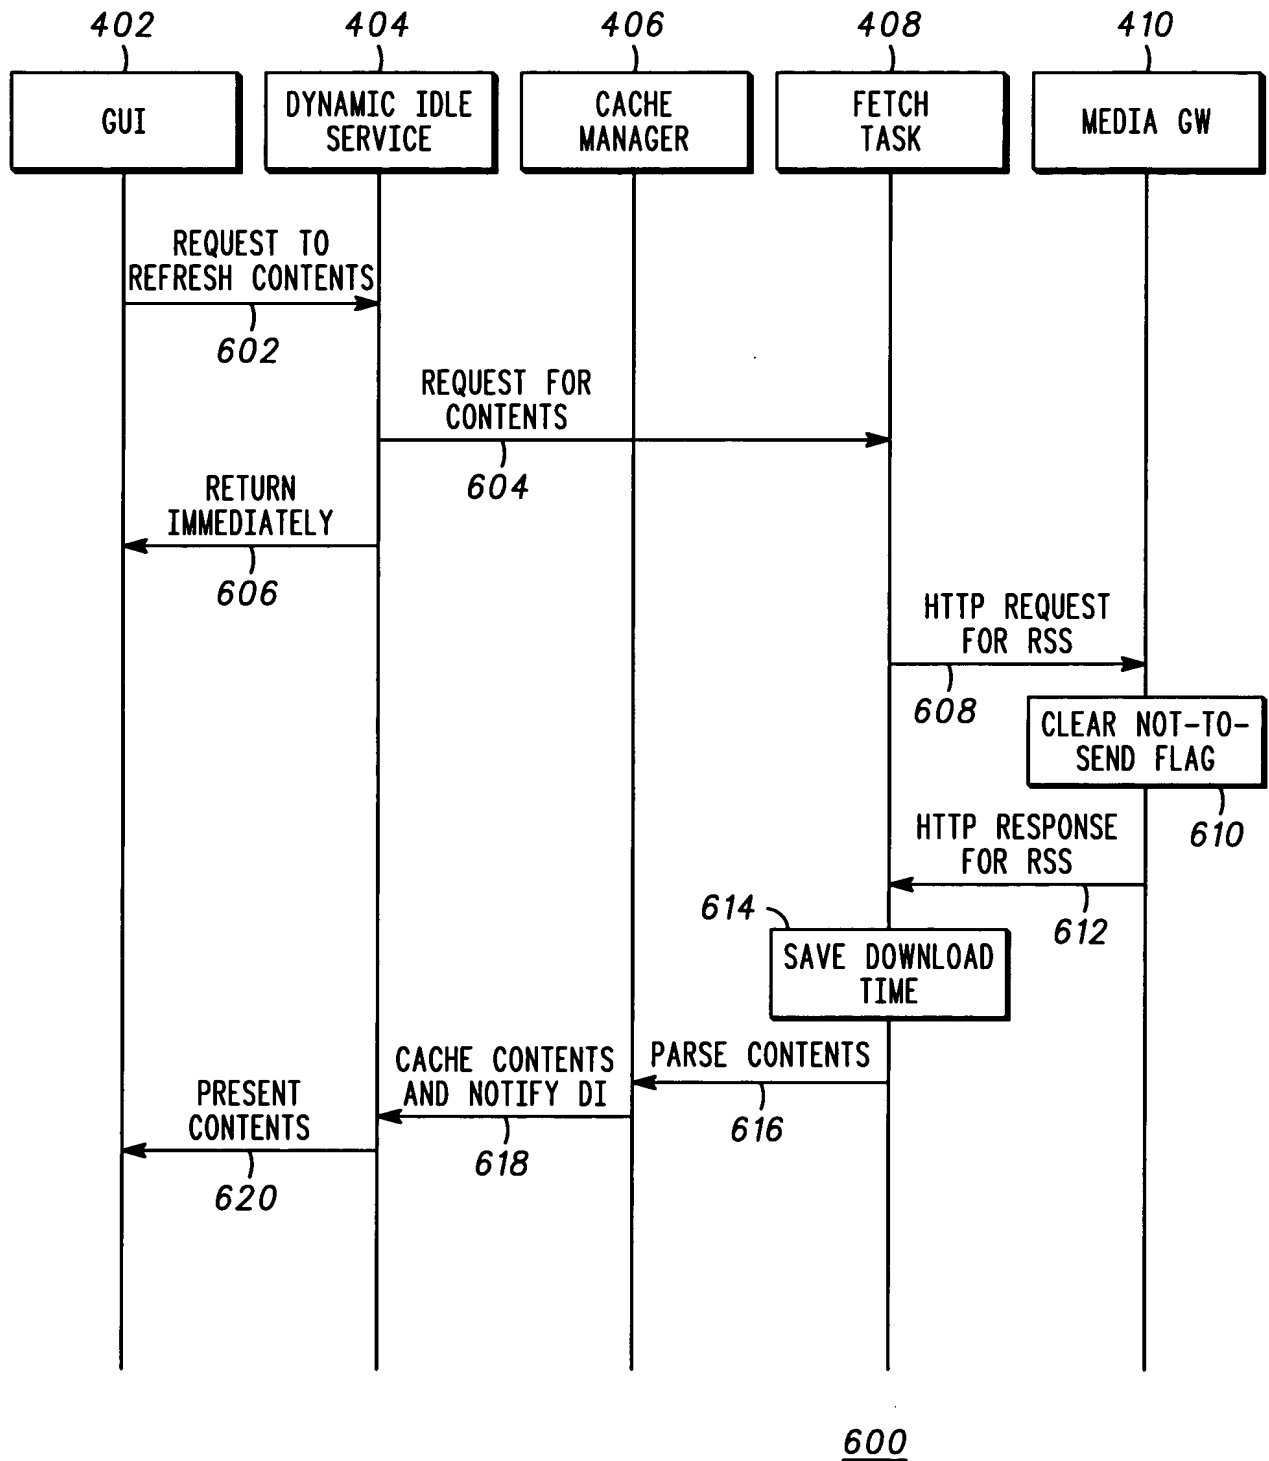 402
404
406
408
410
GUI
DYNAMIC IDLE
SERVICE
CACHE
MANAGER
FETCH
TASK
MEDIA GW
REQUEST TO
REFRESH CONTENTS
602
REQUEST FOR
CONTENTS
604
RETURN
IMMEDIATELY
606
HTTP REQUEST
FOR RSS
608
CLEAR NOT-TO-
SEND FLAG
610
HTTP RESPONSE
FOR RSS
612
614
SAVE DOWNLOAD
TIME
PARSE CONTENTS
616
CACHE CONTENTS
AND NOTIFY DI
618
PRESENT
CONTENTS
620
600